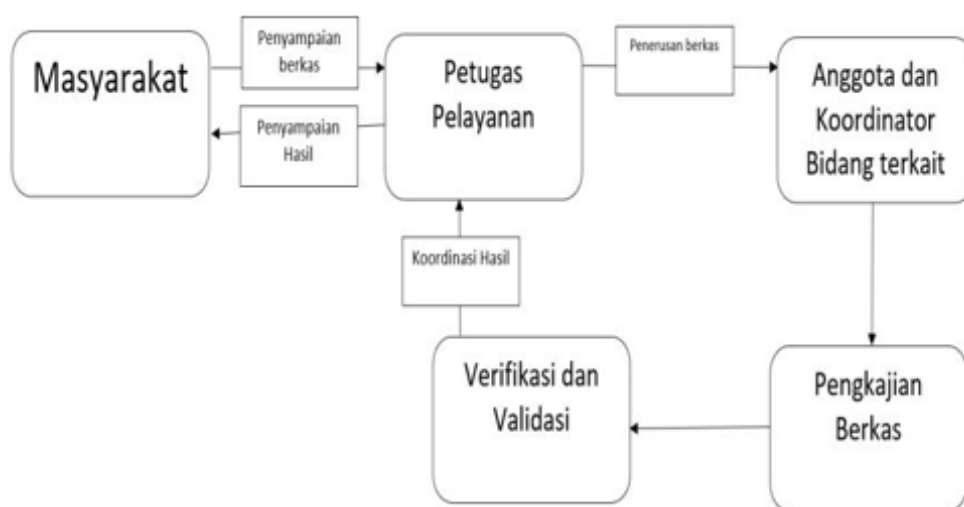 Masyarakat
Penyampaian
berkas
Penyampaian
Hasil
Petugas
Pelayanan
Penerusan berkas
Anggota dan
Koordinator
Bidang terkait
Koordinasi Hasil
Verifikasi dan
Validasi
Pengkajian
Berkas